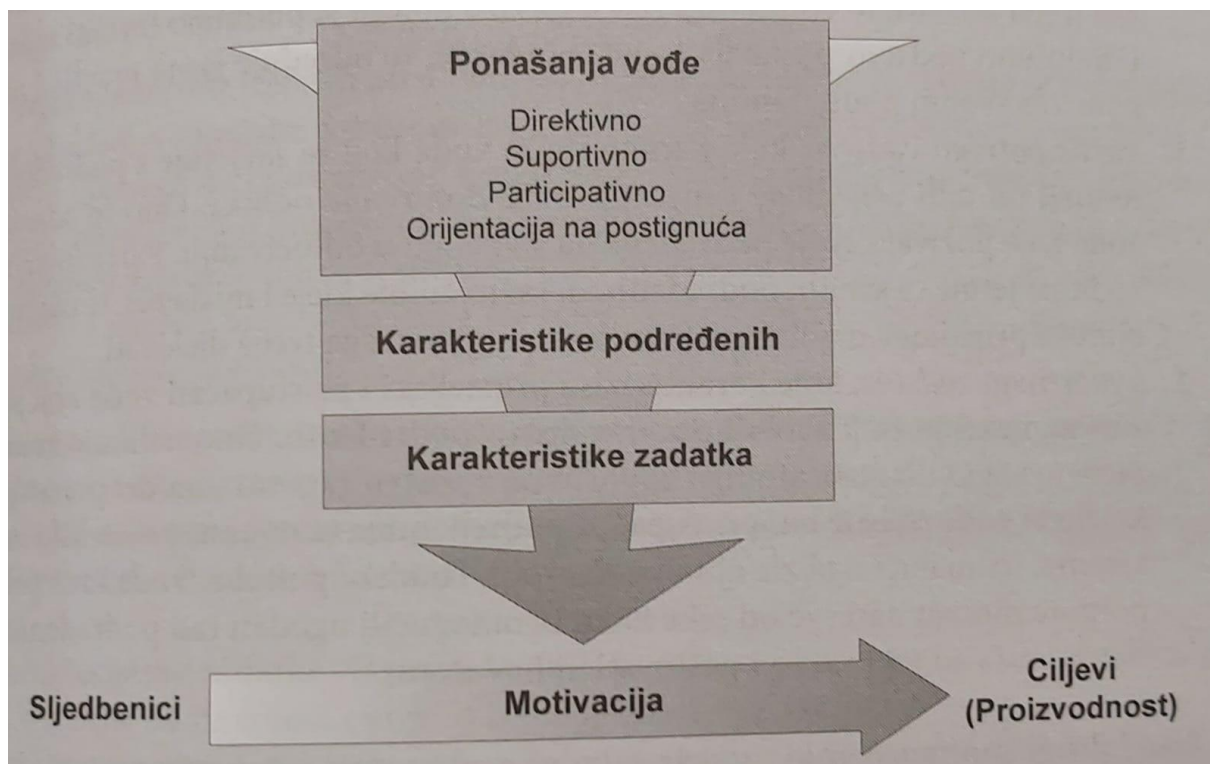 Ponašanja vođe
Direktivno
Suportivno
Participativno
Orijentacija na postignuća
Karakteristike podređenih
Karakteristike zadatka
Sljedbenici
Motivacija
Ciljevi
(Proizvodnost)